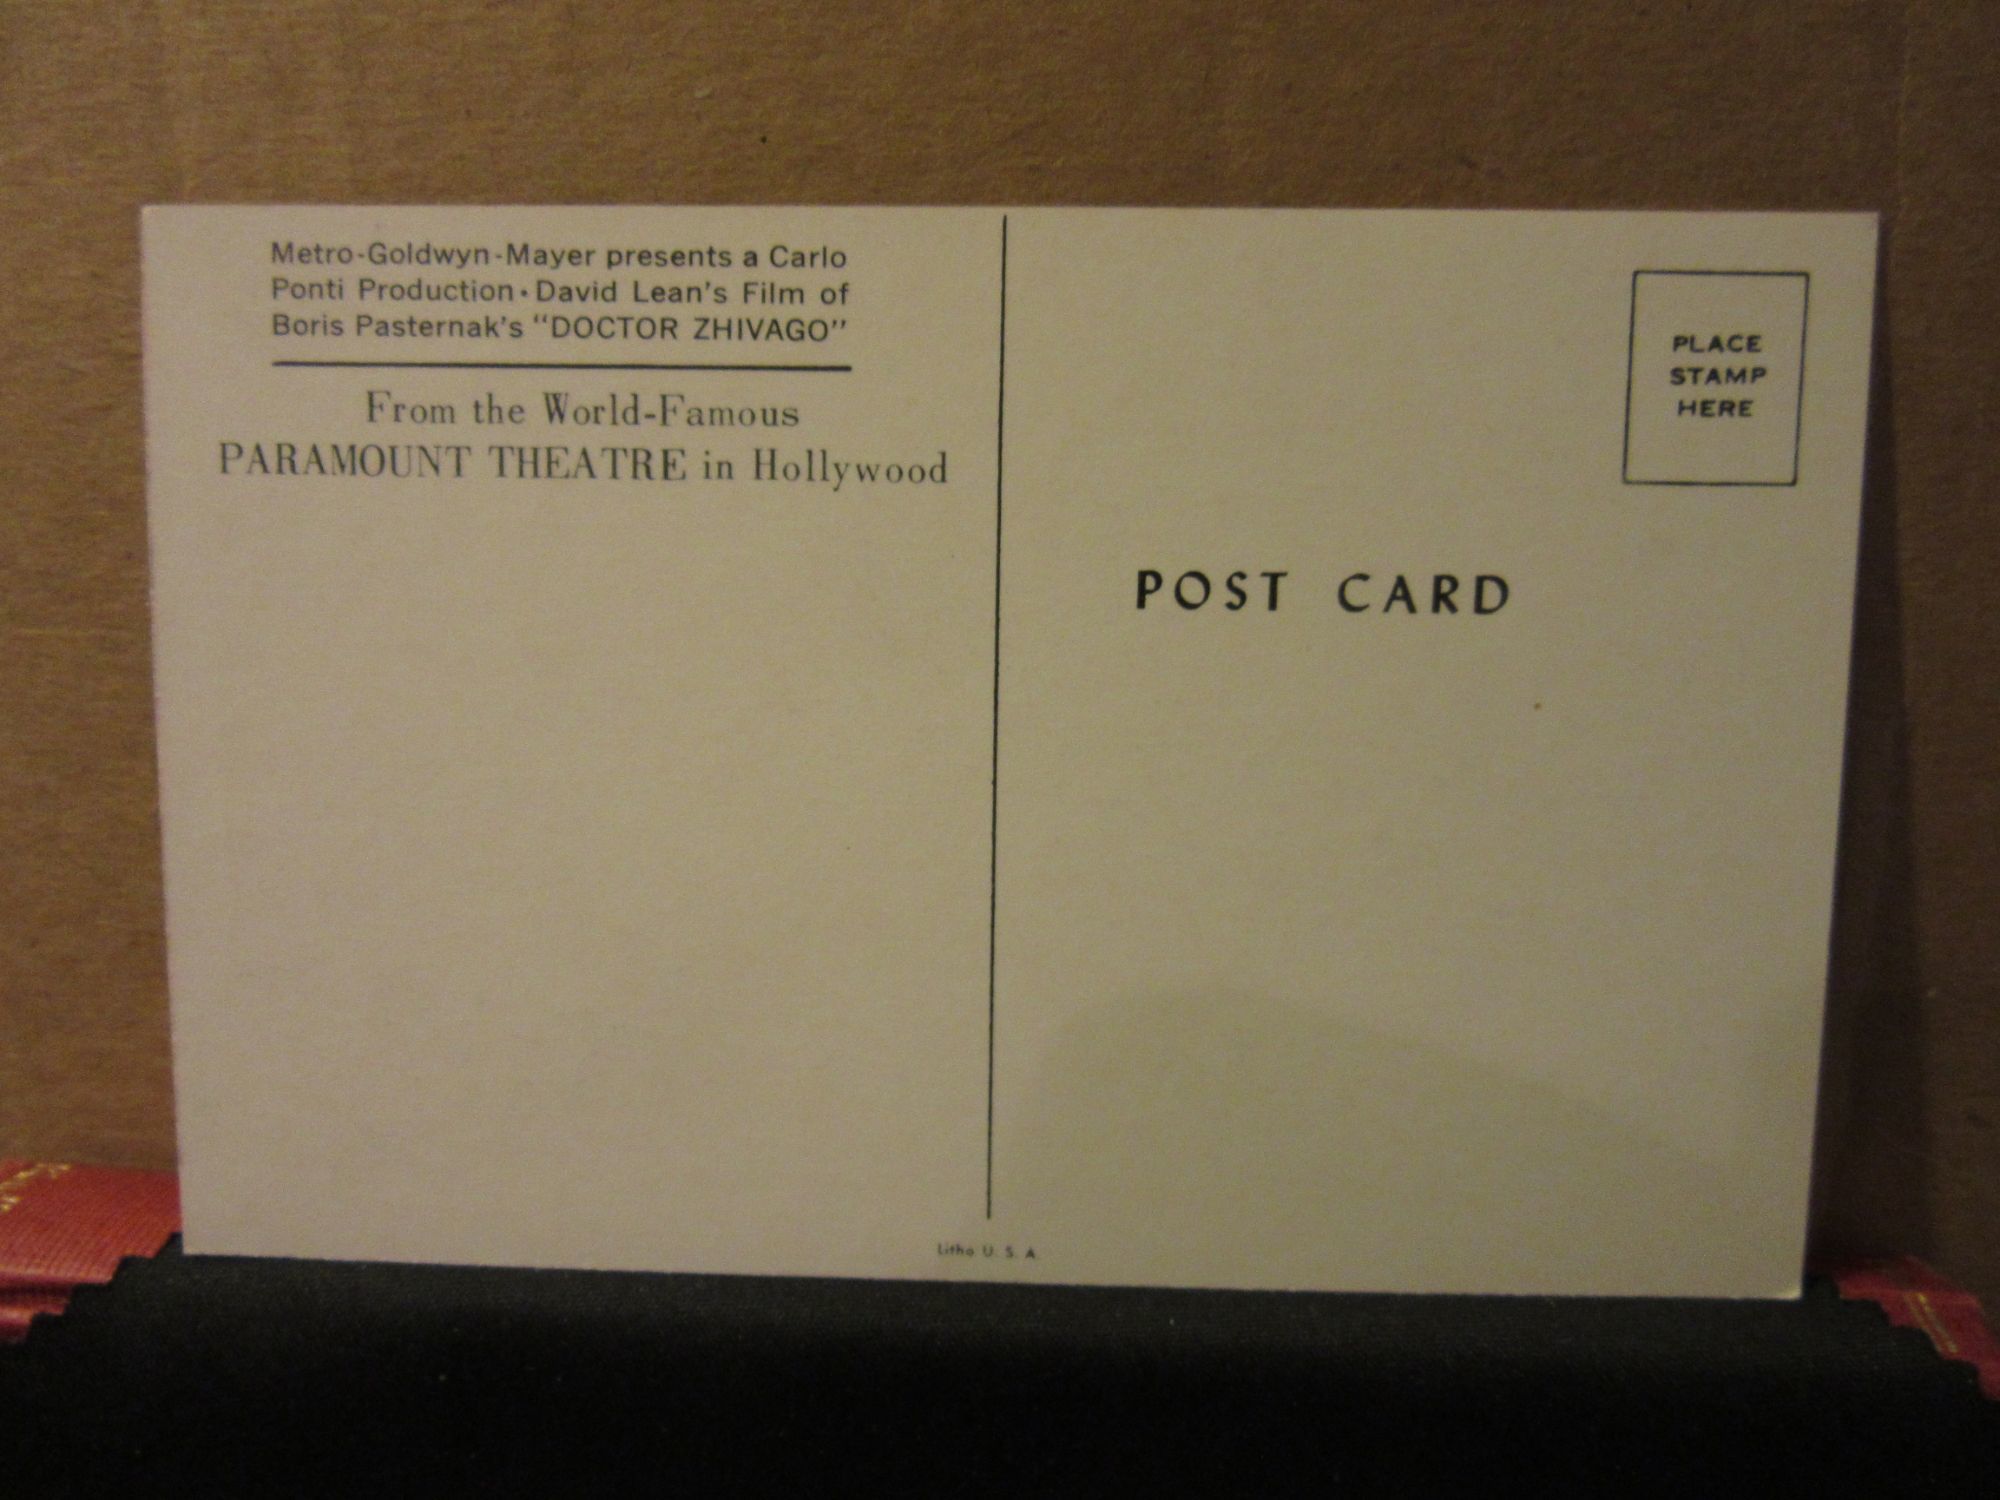 Metro-Goldwyn-Mayer presents a Carlo
Ponti Production • David Lean's Film of
Boris Pasternak's "DOCTOR ZHIVAGO"
From the World-Famous
PARAMOUNT THEATRE in Hollywood
PLACE
STAMP
HERE
POST CARD
Litho U. S. A.